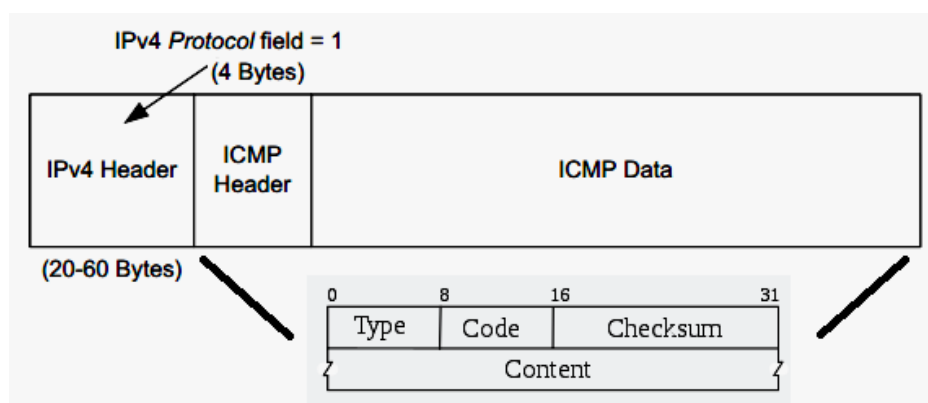 IPv4 Protocol field = 1
(4 Bytes)
IPv4 Header
ICMP
Header
ICMP Data
(20-60 Bytes)
0 8 16 31
Type Code Checksum
Content